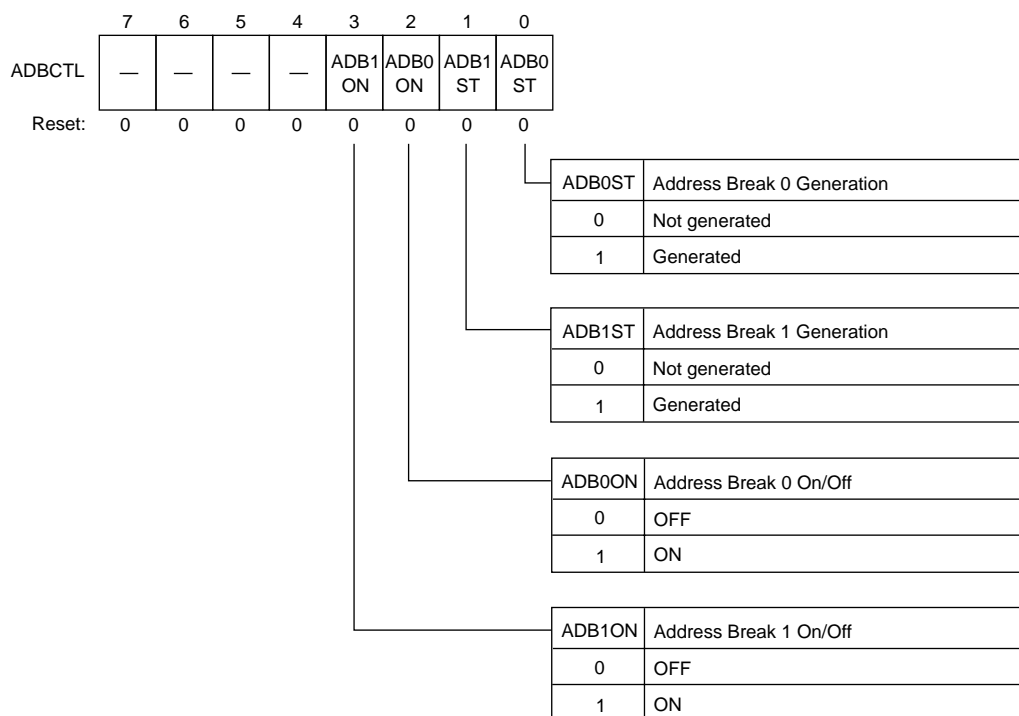 7 6 5 4 3 2 1 0
ADBCTL — — — — ADB1 ADB0 ADB1 ADB0
ON ON ST ST
Reset: 0 0 0 0 0 0 0 0
ADB0ST Address Break 0 Generation
0 Not generated
1 Generated
ADB1ST Address Break 1 Generation
0 Not generated
1 Generated
ADB0ON Address Break 0 On/Off
0 OFF
1 ON
ADB1ON Address Break 1 On/Off
0 OFF
1 ON